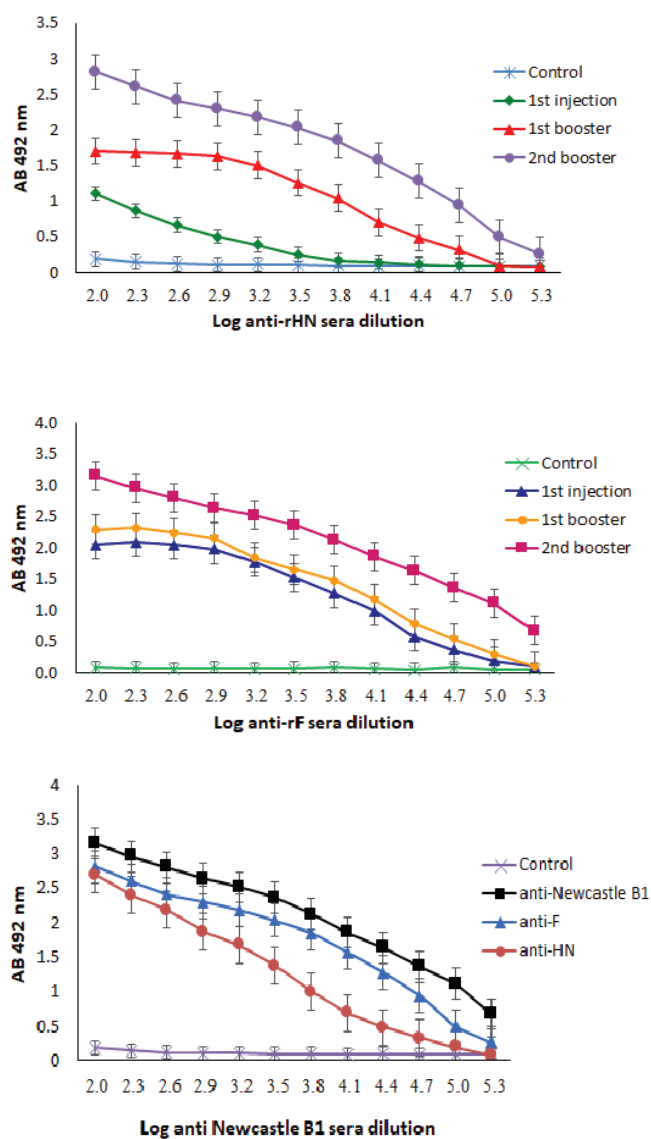 3.5
3
2.5
2
1.5
1
0.5
0
AB 492 nm
Control
1st injection
1st booster
2nd booster
2.0 2.3 2.6 2.9 3.2 3.5 3.8 4.1 4.4 4.7 5.0 5.3
Log anti-rHN sera dilution
4.0
3.5
3.0
2.5
2.0
1.5
1.0
0.5
0.0
AB 492 nm
Control
1st injection
1st booster
2nd booster
2.0 2.3 2.6 2.9 3.2 3.5 3.8 4.1 4.4 4.7 5.0 5.3
Log anti-rF sera dilution
4
3.5
3
2.5
2
1.5
1
0.5
0
AB 492 nm
Control
anti-Newcastle B1
anti-F
anti-HN
2.0 2.3 2.6 2.9 3.2 3.5 3.8 4.1 4.4 4.7 5.0 5.3
Log anti Newcastle B1 sera dilution